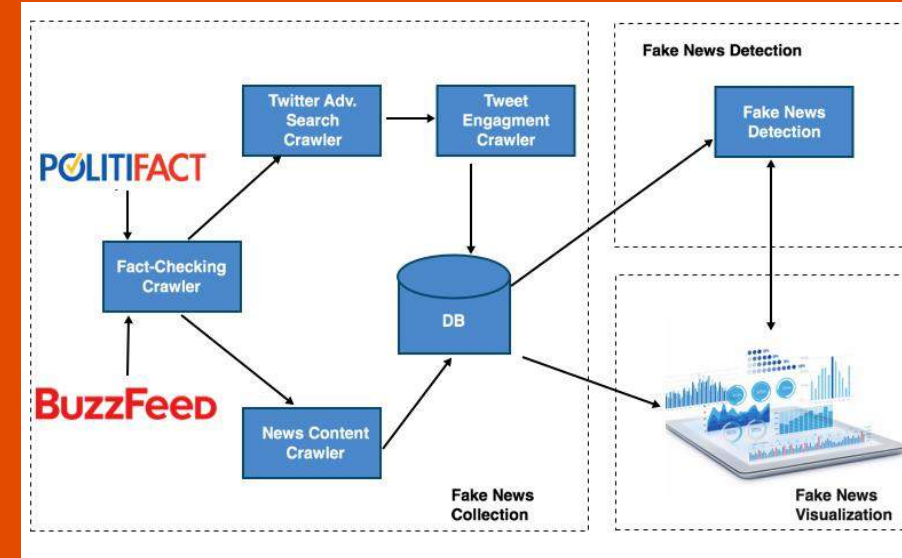 Fake News Detection
Twitter Adv.
Search
Crawler
Tweet
Engagment
Crawler
Fake News
Detection
POLITIFACT
Fact-Checking
Crawler
DB
BuzzFeed
News Content
Crawler
Fake News
Collection
Fake News
Visualization